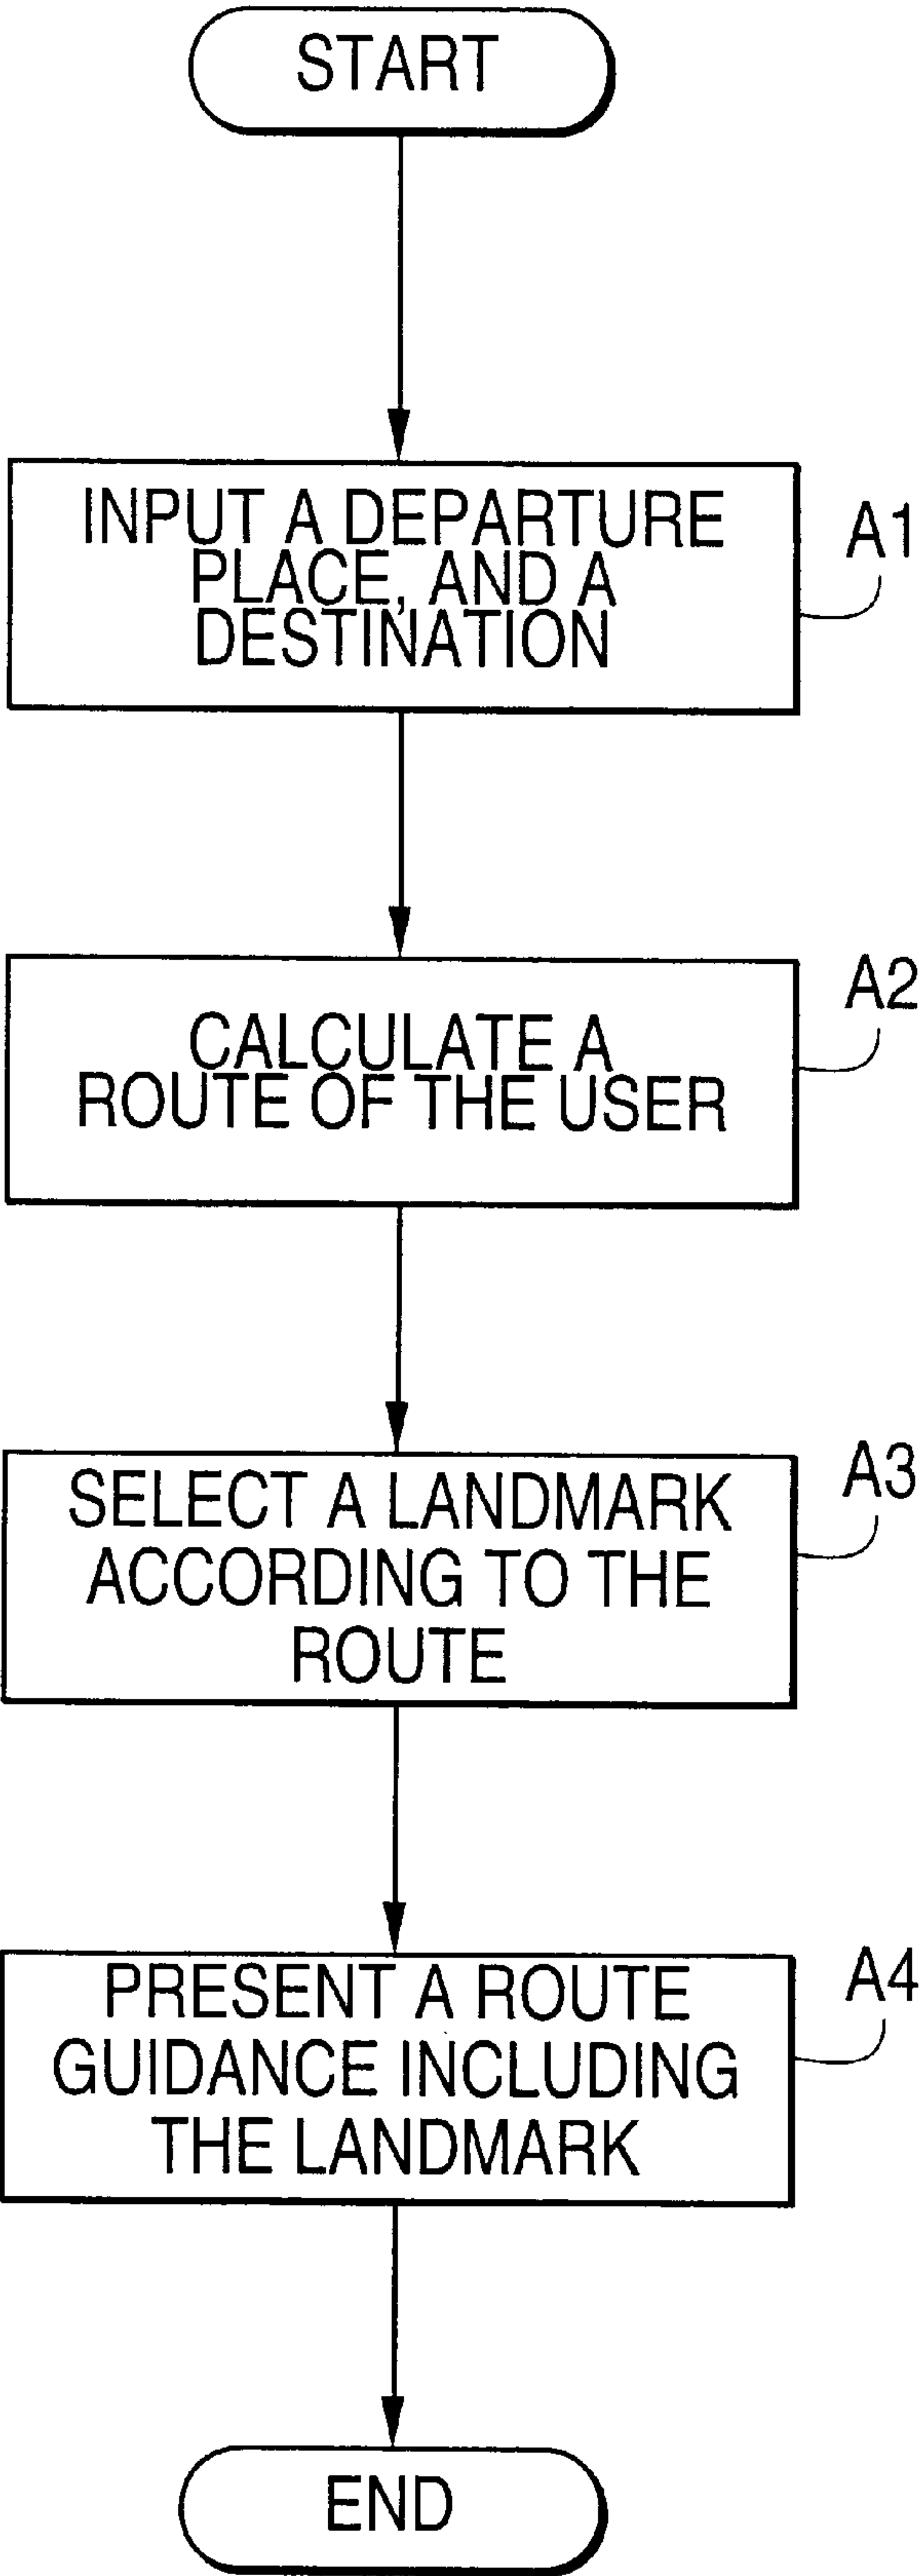 START
INPUT A DEPARTURE
PLACE, AND A
DESTINATION
A1
CALCULATE A
ROUTE OF THE USER
A2
SELECT A LANDMARK
ACCORDING TO THE
ROUTE
A3
PRESENT A ROUTE
GUIDANCE INCLUDING
THE LANDMARK
A4
END